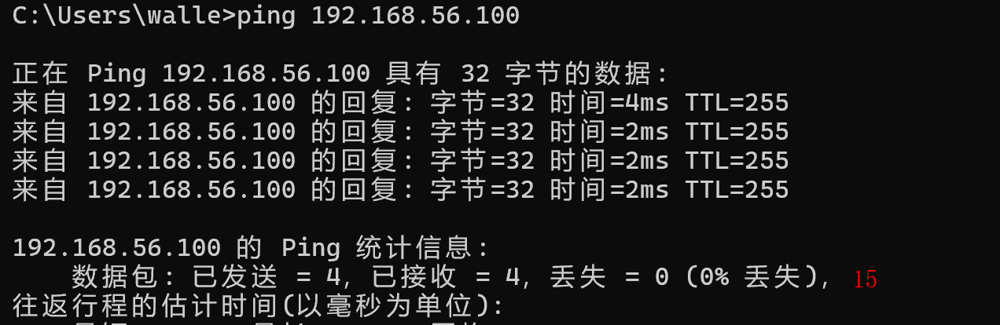 C:\Users\walle>ping 192.168.56.100
正在 Ping 192.168.56.100 具有 32 字节的数据:
来自 192.168.56.100 的回复: 字节=32 时间=4ms TTL=255
来自 192.168.56.100 的回复: 字节=32 时间=2ms TTL=255
来自 192.168.56.100 的回复: 字节=32 时间=2ms TTL=255
来自 192.168.56.100 的回复: 字节=32 时间=2ms TTL=255
192.168.56.100 的 Ping 统计信息:
数据包: 已发送 = 4, 已接收 = 4, 丢失 = 0 (0% 丢失), 15
往返行程的估计时间(以毫秒为单位):